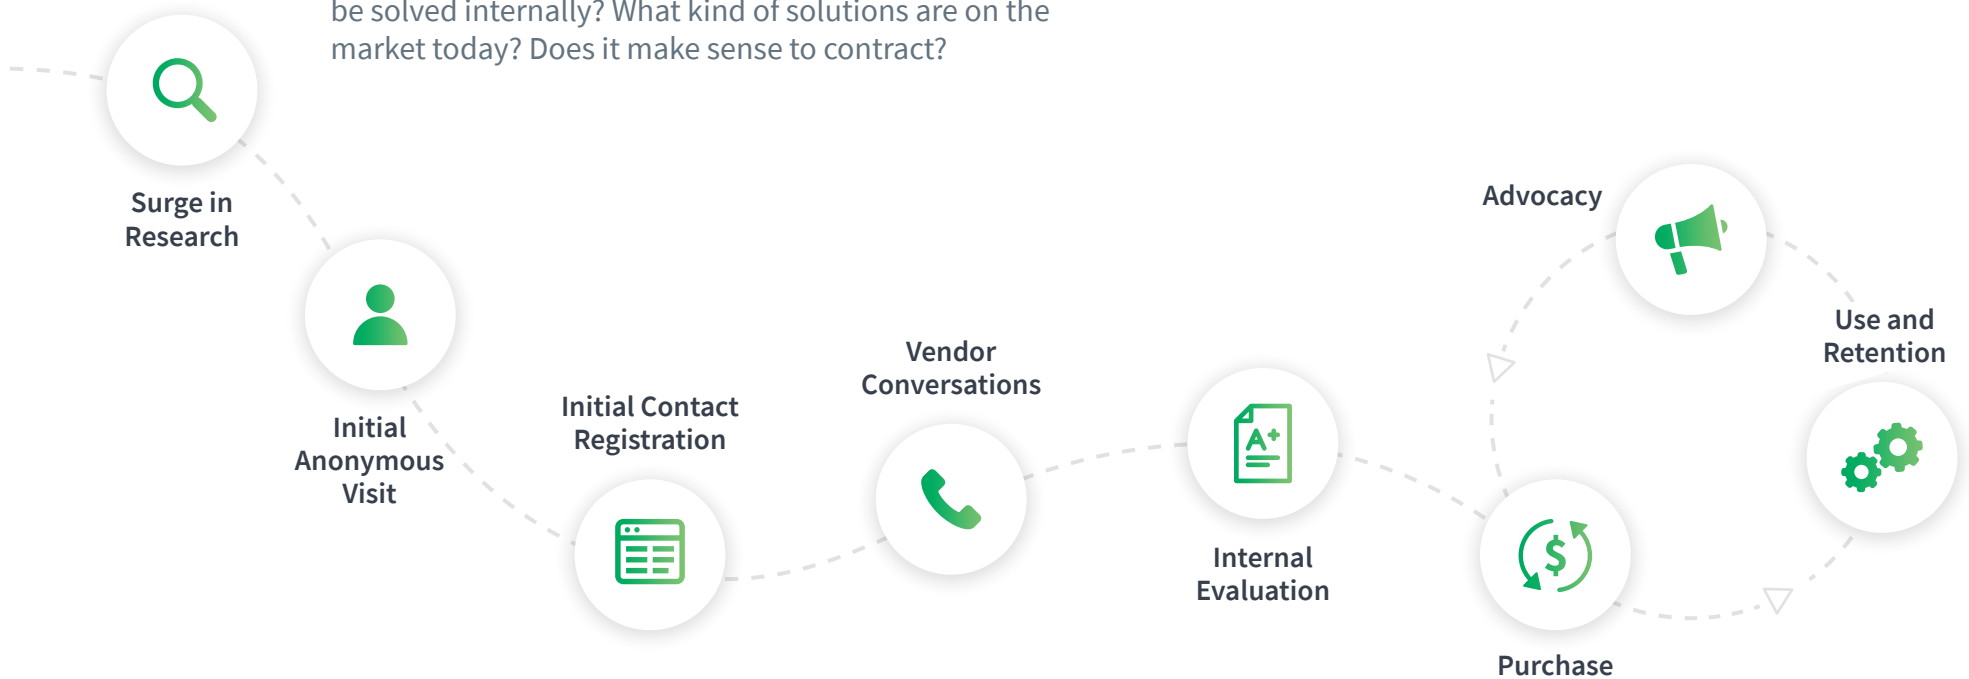 be solved internally? What kind of solutions are on the
market today? Does it make sense to contract?
Surge in
Research
Initial
Anonymous
Visit
Initial Contact
Registration
Vendor
Conversations
A+
Internal
Evaluation
$
Purchase
Use and
Retention
Advocacy